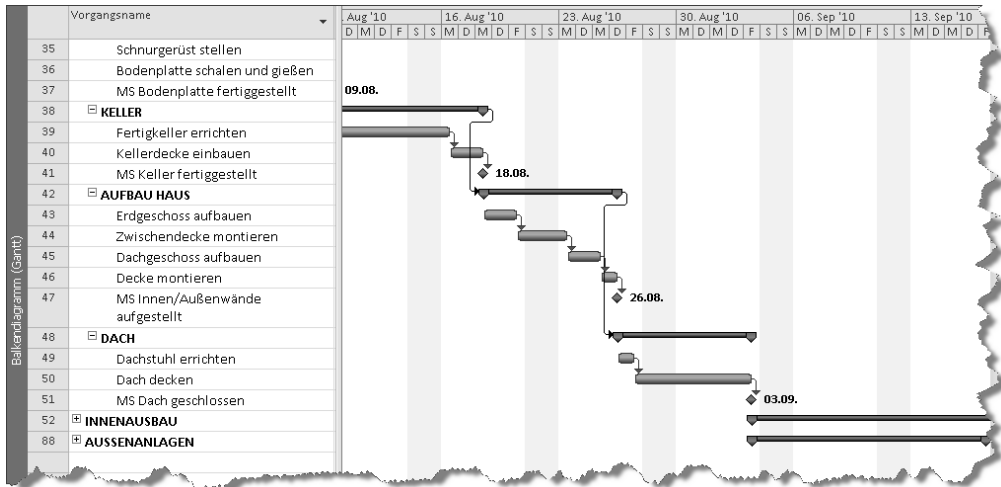 Vorgangsname
. Aug '10 16. Aug '10 23. Aug '10 30. Aug '10 06. Sep '10 13. Sep '10
D M D F S S M D M D F S S M D M D F S S M D M D F S S M D M D F S S M D M D F
35 Schnurgerüst stellen
36 Bodenplatte schalen und gießen
37 MS Bodenplatte fertiggestellt 09.08.
38 KELLER
39 Fertigkeller errichten
40 Kellerdecke einbauen
41 MS Keller fertiggestellt 18.08.
42 AUFBAU HAUS
43 Erdgeschoss aufbauen
44 Zwischendecke montieren
45 Dachgeschoss aufbauen
46 Decke montieren
47 MS Innen/Außenwände
aufgestellt 26.08.
48 DACH
49 Dachstuhl errichten
50 Dach decken
51 MS Dach geschlossen 03.09.
52 INNENAUSBAU
88 AUSSENANLAGEN
Balkendiagramm (Gantt)